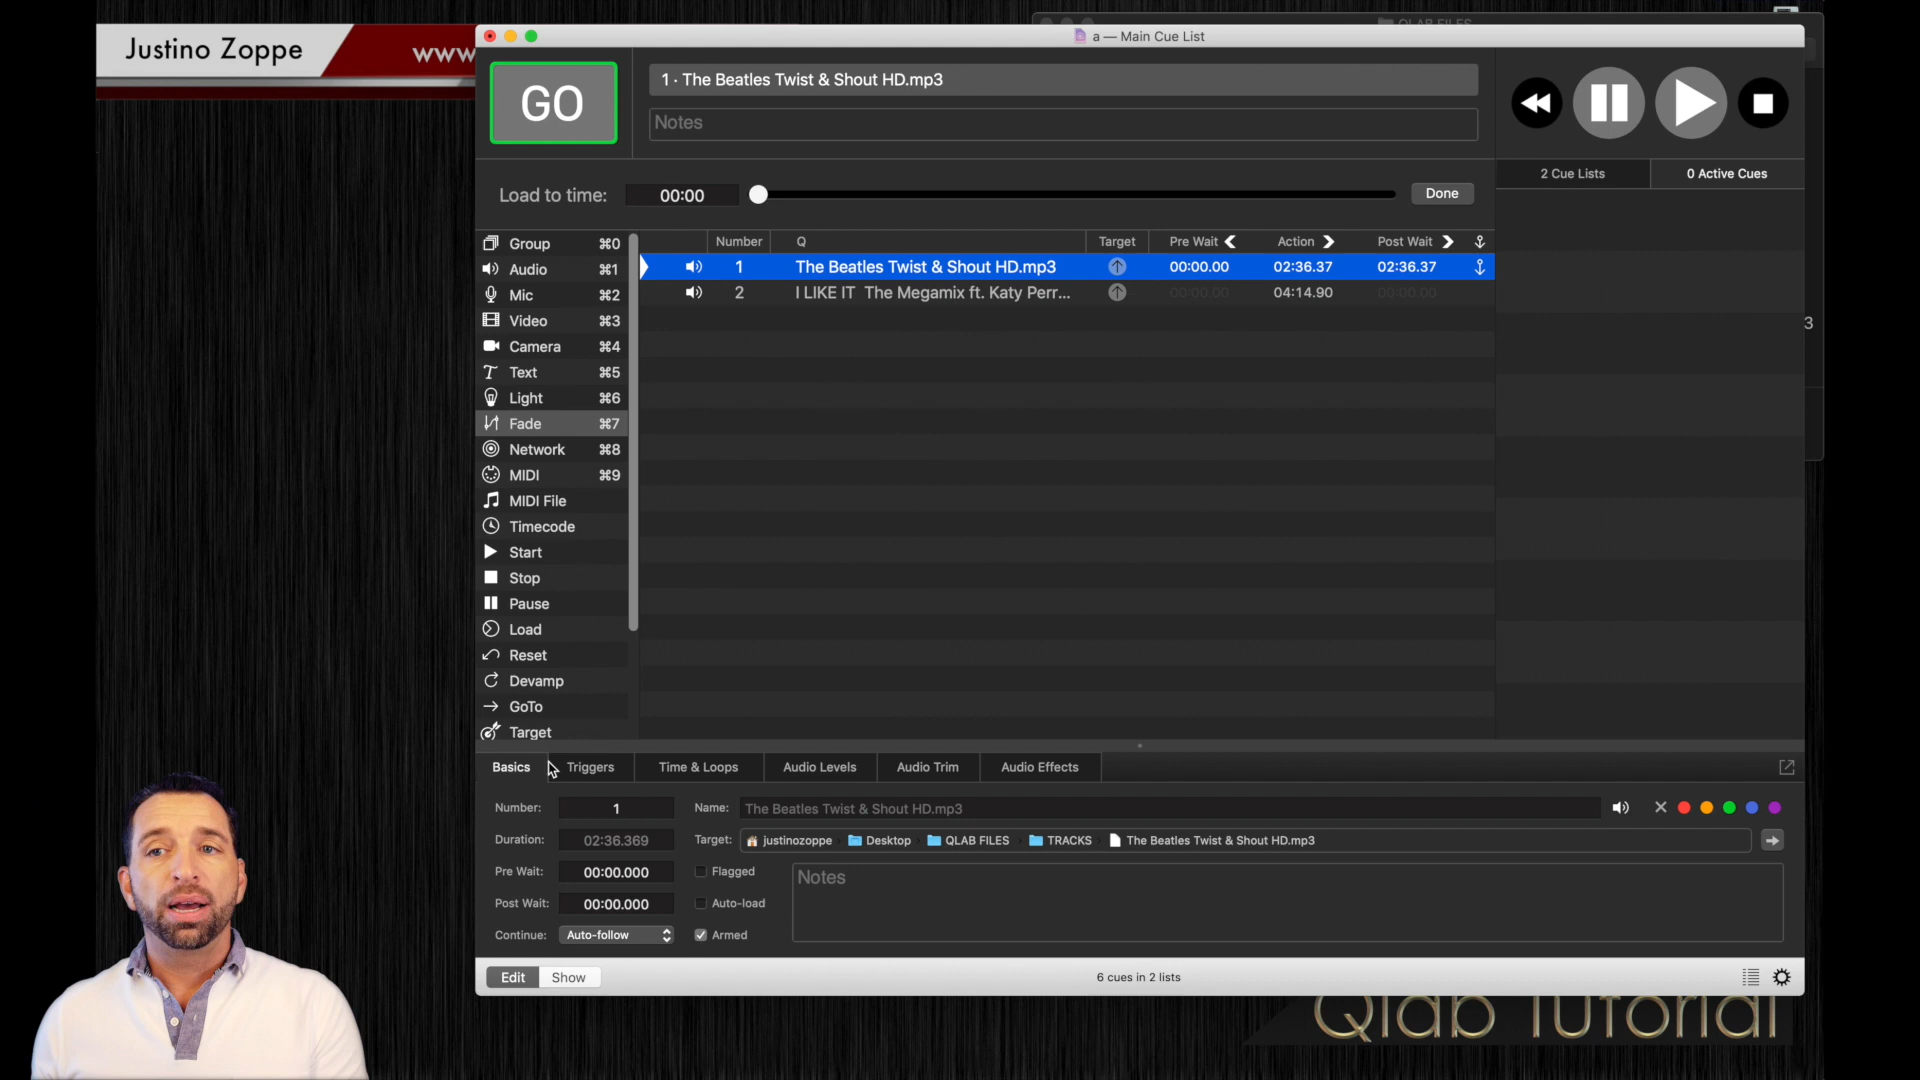 QLAB FILES
Justino Zoppe
www
a — Main Cue List
GO
1 · The Beatles Twist & Shout HD.mp3
Notes
2 Cue Lists
0 Active Cues
Load to time:
00:00
Done
Number Q Target Pre Wait Action Post Wait
1 The Beatles Twist & Shout HD.mp3 00:00.00 02:36.37 02:36.37
2 I LIKE IT The Megamix ft. Katy Perr... 00:00.00 04:14.90 00:00.00
3
Group ⌘0
Audio ⌘1
Mic ⌘2
Video ⌘3
Camera ⌘4
Text ⌘5
Light ⌘6
Fade ⌘7
Network ⌘8
MIDI ⌘9
MIDI File
Timecode
Start
Stop
Pause
Load
Reset
Devamp
GoTo
Target
Basics Triggers Time & Loops Audio Levels Audio Trim Audio Effects
Number: 1 Name: The Beatles Twist & Shout HD.mp3
Duration: 02:36.369 Target: justinozoppe Desktop QLAB FILES TRACKS The Beatles Twist & Shout HD.mp3
Pre Wait: 00:00.000 Flagged Notes
Post Wait: 00:00.000 Auto-load
Continue: Auto-follow Armed
Edit Show 6 cues in 2 lists
Qlab Tutorial